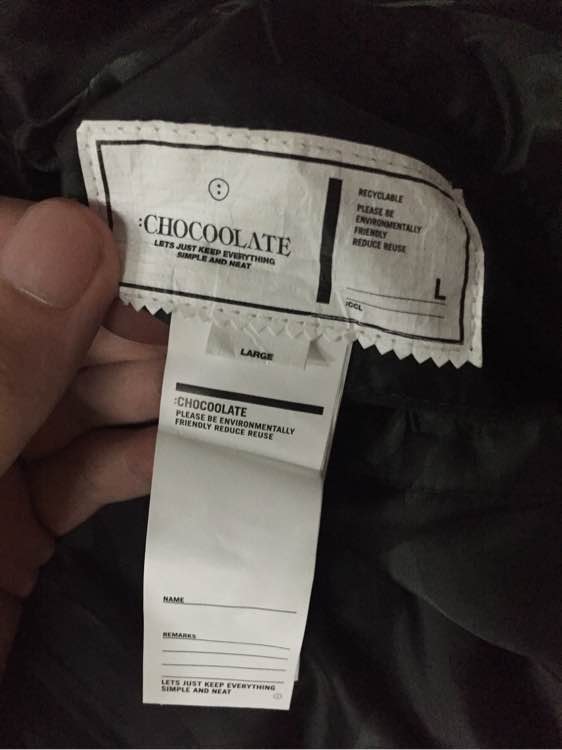 :CHOCOOLATE
LETS JUST KEEP EVERYTHING
SIMPLE AND NEAT
RECYCLABLE
PLEASE BE
ENVIRONMENTALLY
FRIENDLY
REDUCE REUSE
L
:CCL
LARGE
:CHOCOOLATE
PLEASE BE ENVIRONMENTALLY
FRIENDLY REDUCE REUSE
NAME
REMARKS
LETS JUST KEEP EVERYTHING
SIMPLE AND NEAT